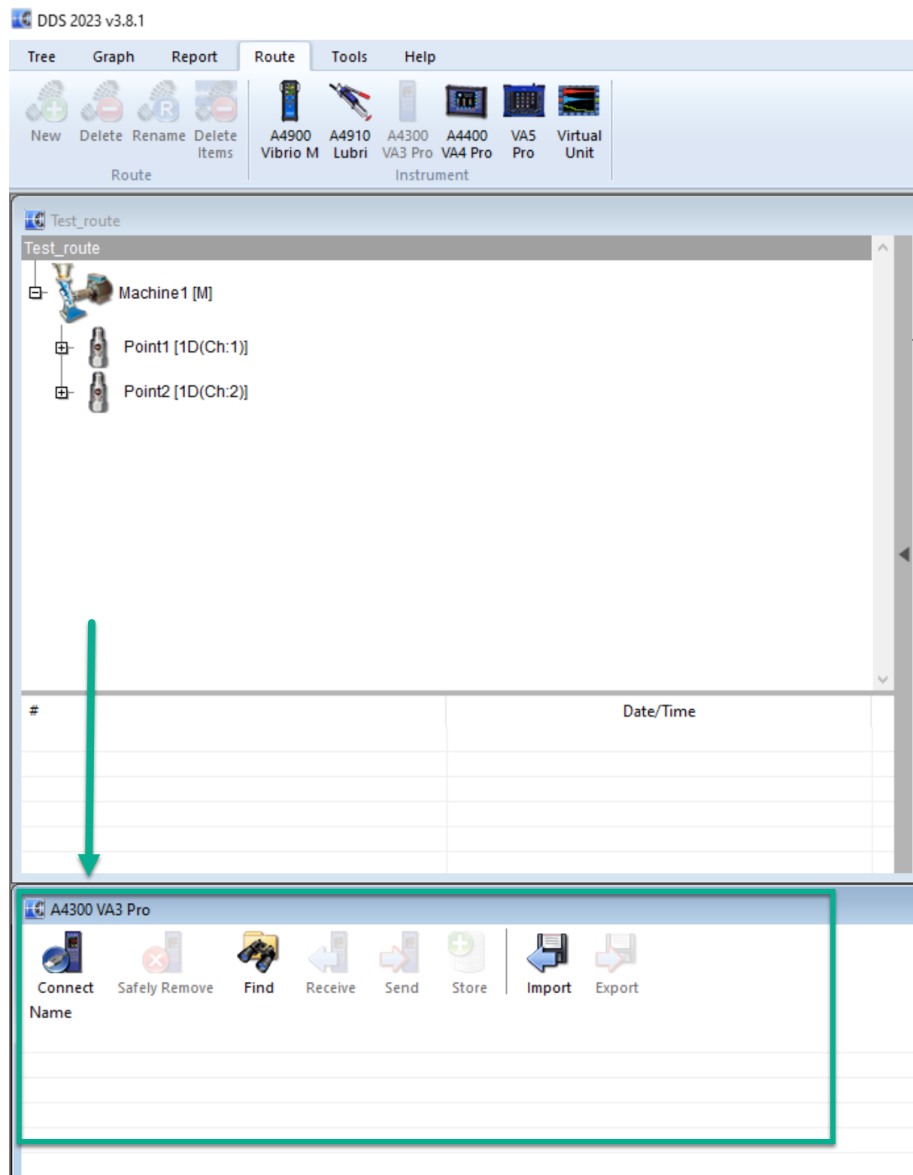 DDS 2023 v3.8.1
Tree Graph Report Route Tools Help
New Delete Rename Delete Items A4900 Vibrio M A4910 Lubri A4300 VA3 Pro A4400 VA4 Pro VA5 Pro Virtual Unit
Route Instrument
Test_route
Test_route
Machine1 [M]
Point1 [1D(Ch:1)]
Point2 [1D(Ch:2)]
# Date/Time
A4300 VA3 Pro
Connect Safely Remove Find Receive Send Store Import Export
Name